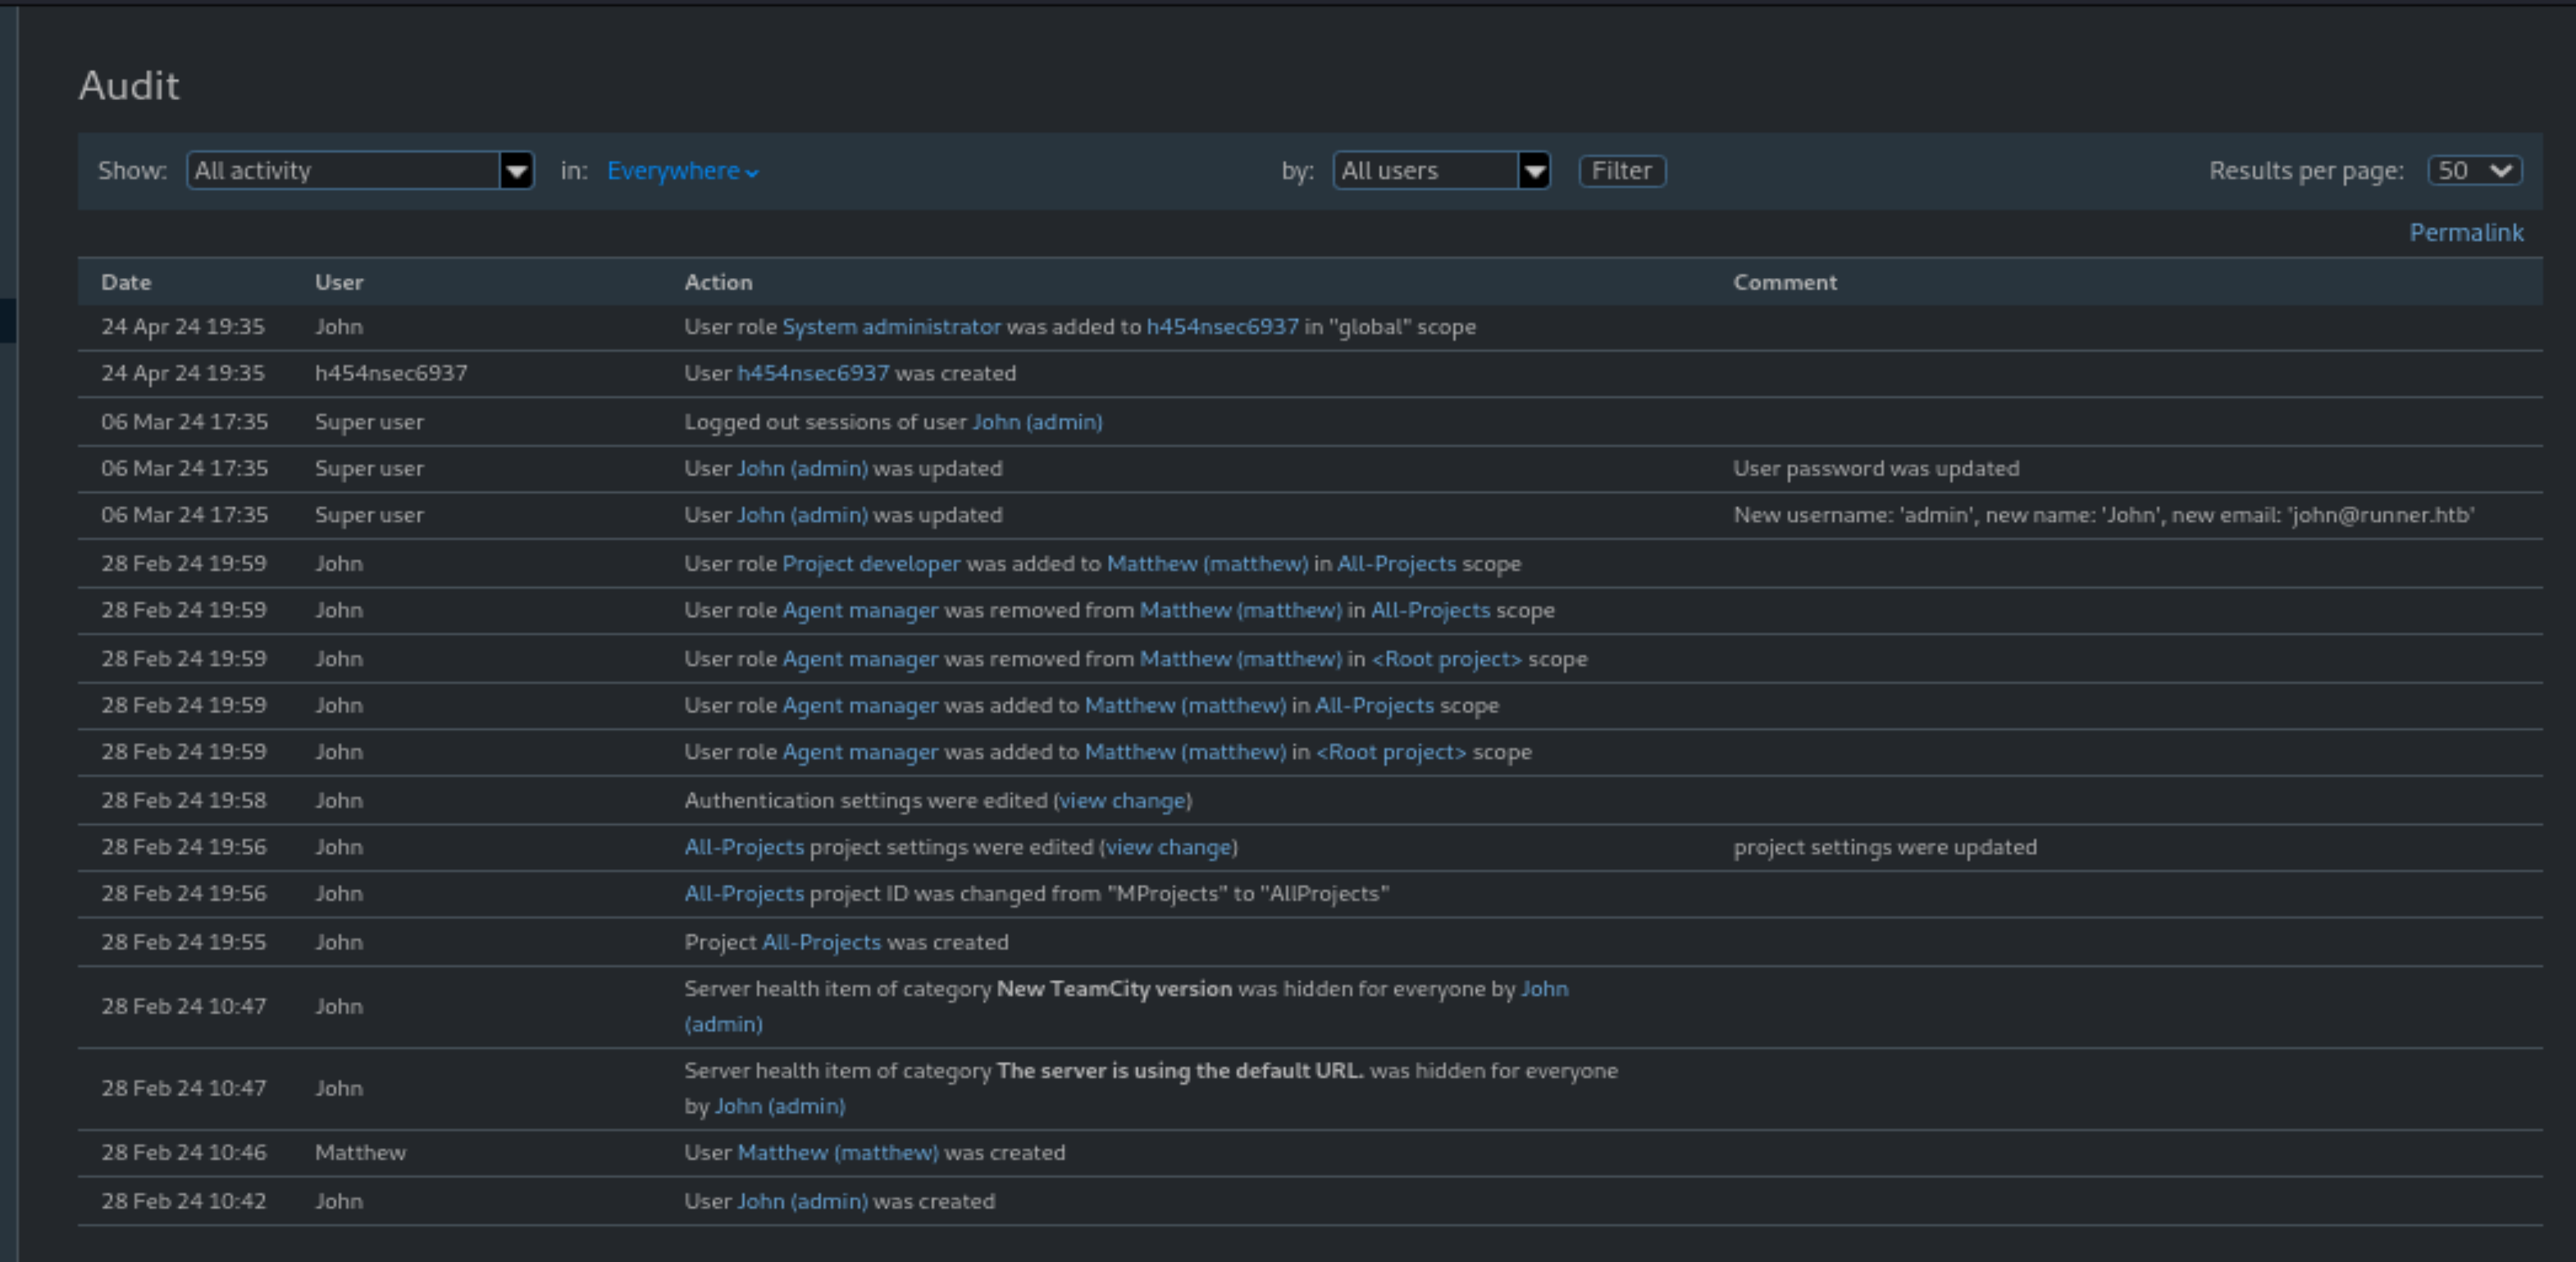 Audit
Show: All activity in: Everywhere by: All users Filter Results per page: 50
Permalink
Date User Action Comment
24 Apr 24 19:35 John User role System administrator was added to h454nsec6937 in "global" scope
24 Apr 24 19:35 h454nsec6937 User h454nsec6937 was created
06 Mar 24 17:35 Super user Logged out sessions of user John (admin)
06 Mar 24 17:35 Super user User John (admin) was updated User password was updated
06 Mar 24 17:35 Super user User John (admin) was updated New username: 'admin', new name: 'John', new email: 'john@runner.htb'
28 Feb 24 19:59 John User role Project developer was added to Matthew (matthew) in All-Projects scope
28 Feb 24 19:59 John User role Agent manager was removed from Matthew (matthew) in All-Projects scope
28 Feb 24 19:59 John User role Agent manager was removed from Matthew (matthew) in <Root project> scope
28 Feb 24 19:59 John User role Agent manager was added to Matthew (matthew) in All-Projects scope
28 Feb 24 19:59 John User role Agent manager was added to Matthew (matthew) in <Root project> scope
28 Feb 24 19:58 John Authentication settings were edited (view change)
28 Feb 24 19:56 John All-Projects project settings were edited (view change) project settings were updated
28 Feb 24 19:56 John All-Projects project ID was changed from "MProjects" to "AllProjects"
28 Feb 24 19:55 John Project All-Projects was created
28 Feb 24 10:47 John Server health item of category New TeamCity version was hidden for everyone by John
(admin)
28 Feb 24 10:47 John Server health item of category The server is using the default URL. was hidden for everyone
by John (admin)
28 Feb 24 10:46 Matthew User Matthew (matthew) was created
28 Feb 24 10:42 John User John (admin) was created